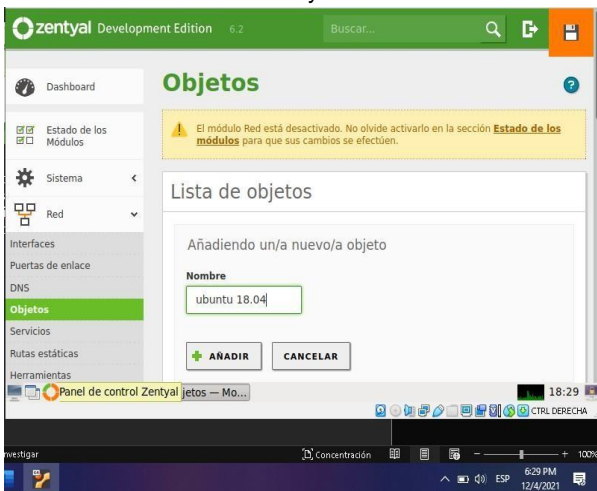 zentyal Development Edition 6.2 Buscar...
Dashboard
Objetos
?
Estado de los
Módulos
El módulo Red está desactivado. No olvide activarlo en la sección Estado de los
módulos para que sus cambios se efectúen.
Sistema
Lista de objetos
Red
Interfaces
Puertas de enlace
DNS
Objetos
Servicios
Rutas estáticas
Herramientas
Añadiendo un/a nuevo/a objeto
Nombre
ubuntu 18.04
AÑADIR CANCELAR
Panel de control Zentyal jetos — Mo... 18:29
CTRL DERECHA
nvestigar Concentración 100%
ESP 6:29 PM
12/4/2021